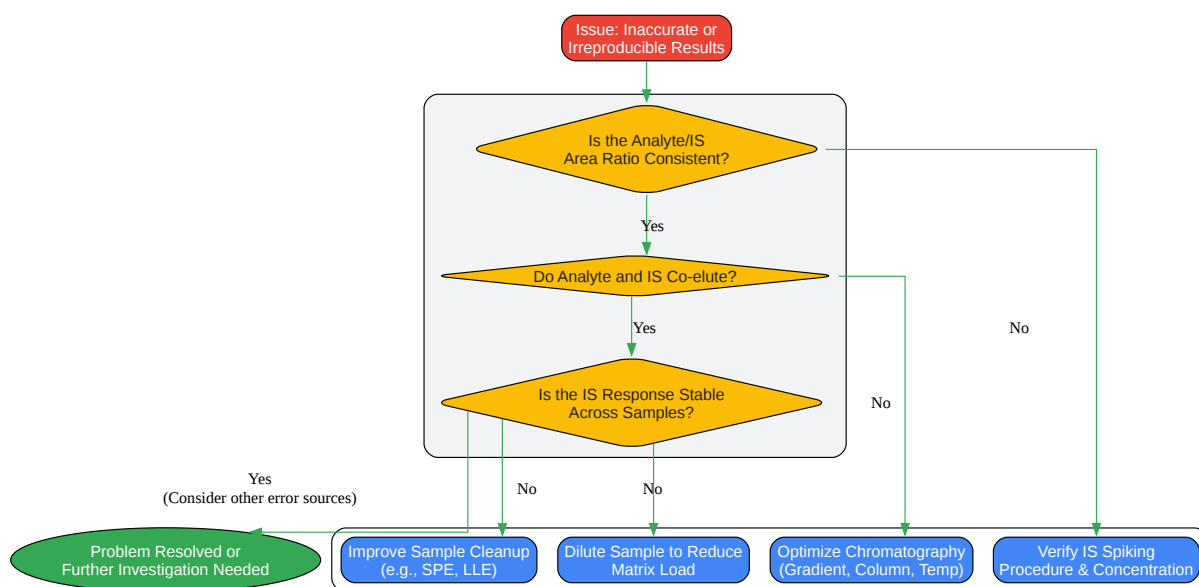 Issue: Inaccurate or
Irreproducible Results
Is the Analyte/IS
Area Ratio Consistent?
Yes
Do Analyte and IS Co-elute?
Yes
No
Is the IS Response Stable
Across Samples?
No
Yes
(Consider other error sources)
No
No
Problem Resolved or
Further Investigation Needed
Improve Sample Cleanup
(e.g., SPE, LLE)
Dilute Sample to Reduce
Matrix Load
Optimize Chromatography
(Gradient, Column, Temp)
Verify IS Spiking
Procedure & Concentration